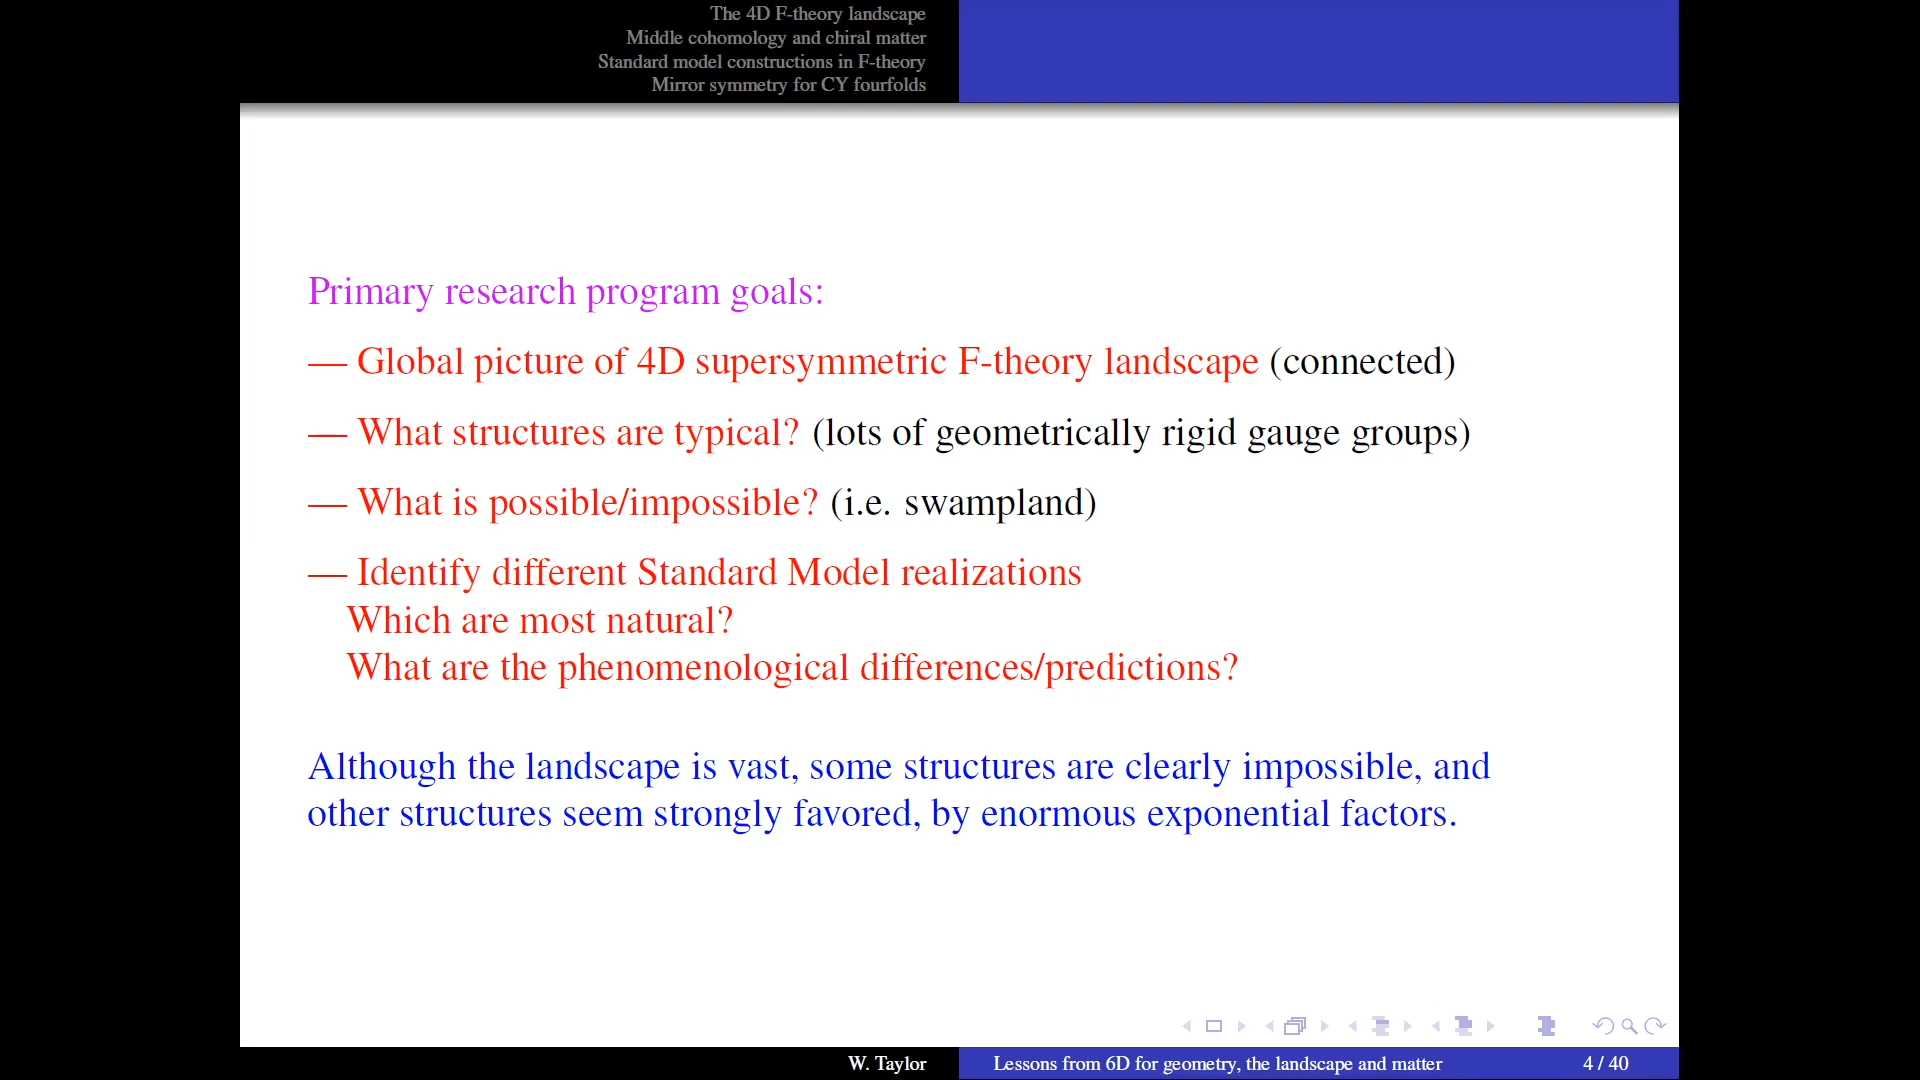 The 4D F-theory landscape
Middle cohomology and chiral matter
Standard model constructions in F-theory
Mirror symmetry for CY fourfolds
Primary research program goals:
— Global picture of 4D supersymmetric F-theory landscape (connected)
— What structures are typical? (lots of geometrically rigid gauge groups)
— What is possible/impossible? (i.e. swampland)
— Identify different Standard Model realizations
Which are most natural?
What are the phenomenological differences/predictions?
Although the landscape is vast, some structures are clearly impossible, and
other structures seem strongly favored, by enormous exponential factors.
W. Taylor
Lessons from 6D for geometry, the landscape and matter
4 / 40